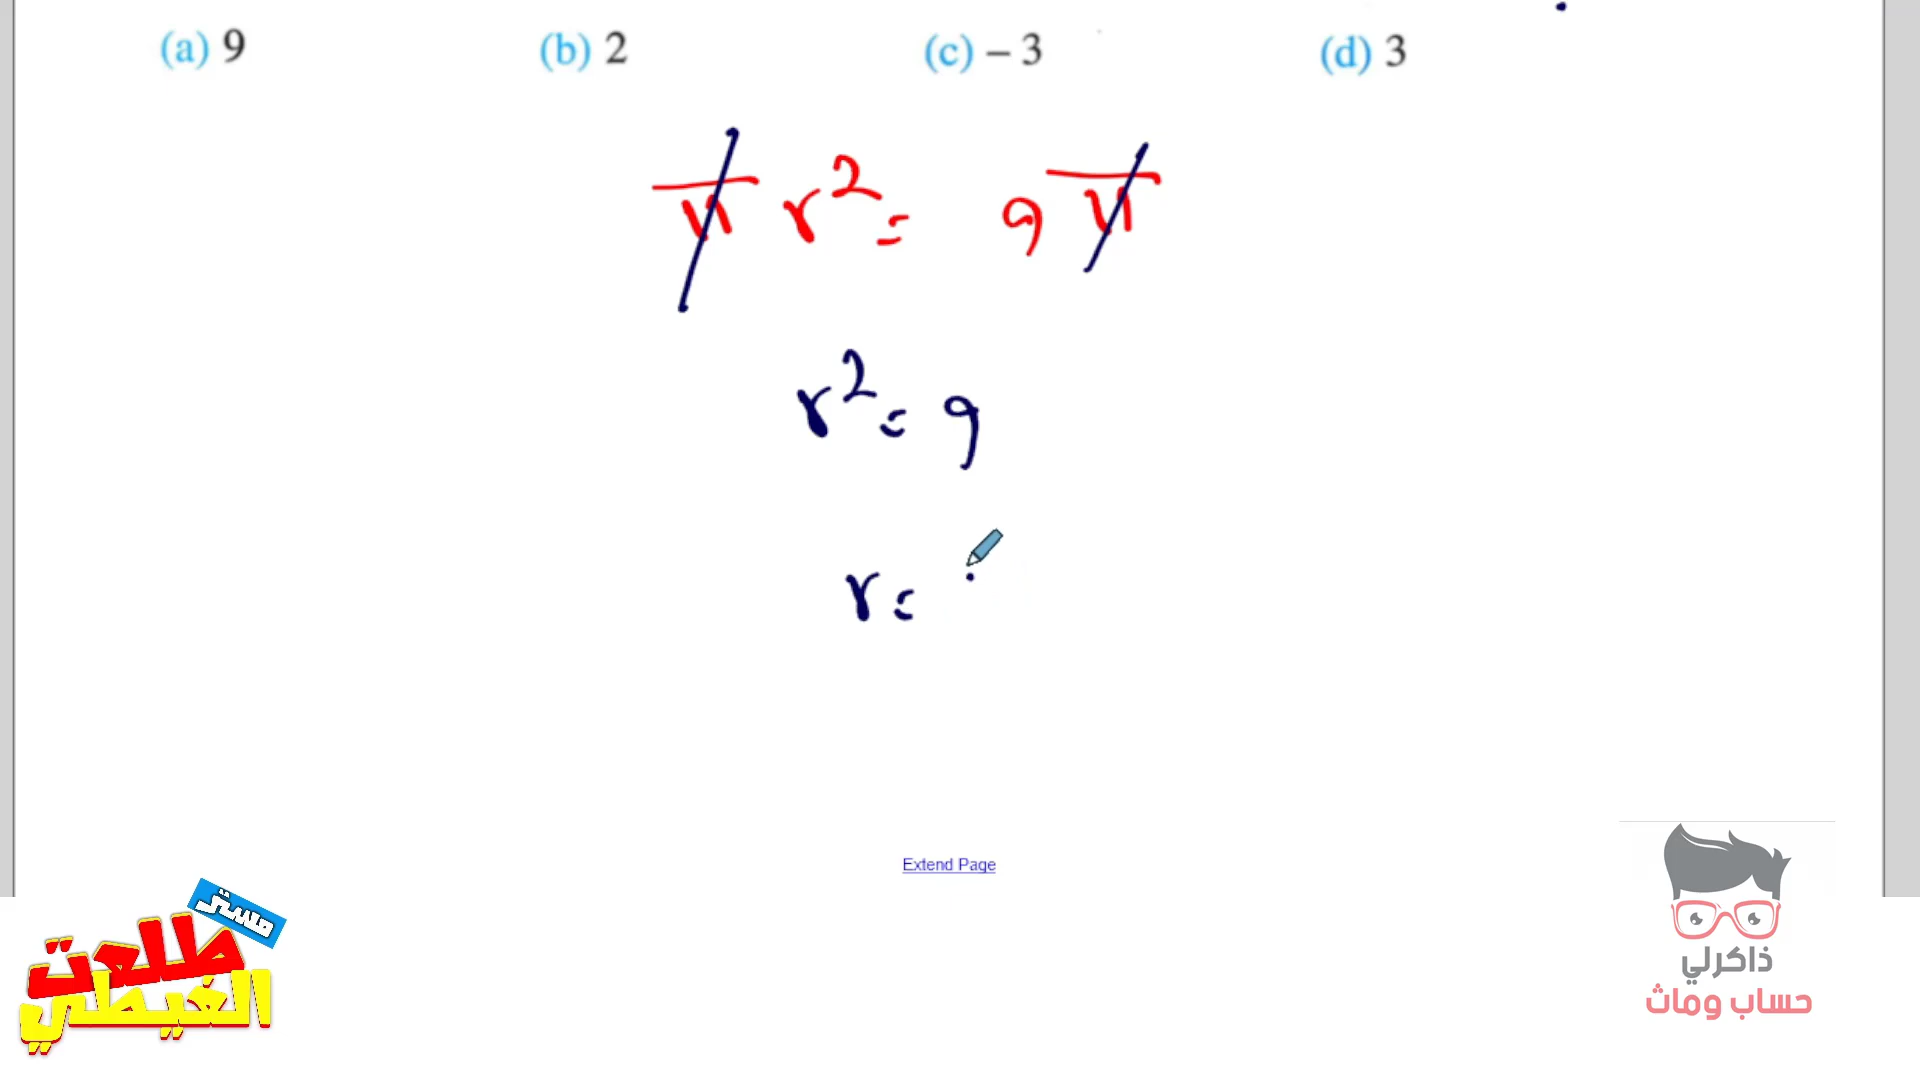 (a) 9 (b) 2 (c) – 3 (d) 3
π r² = 9 π
r² = 9
r =
Extend Page
مستر
طلعت
الغيطي
ذاكرلي
حساب وماث